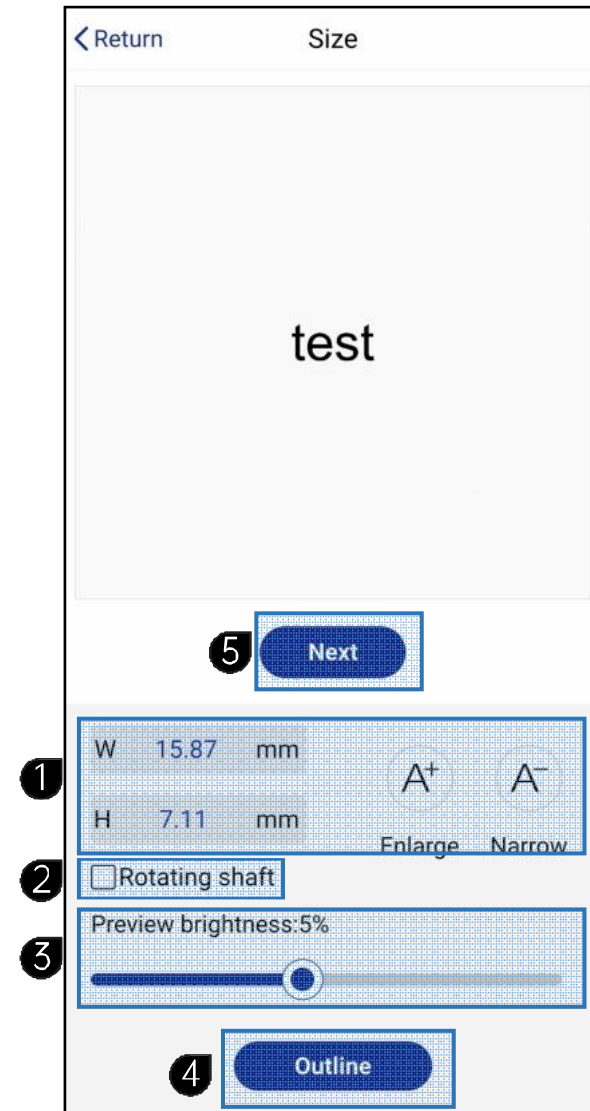 Return Size
test
5 Next
1 W 15.87 mm
A+ A-
H 7.11 mm
Enlarge Narrow
2 Rotating shaft
3 Preview brightness:5%
4 Outline